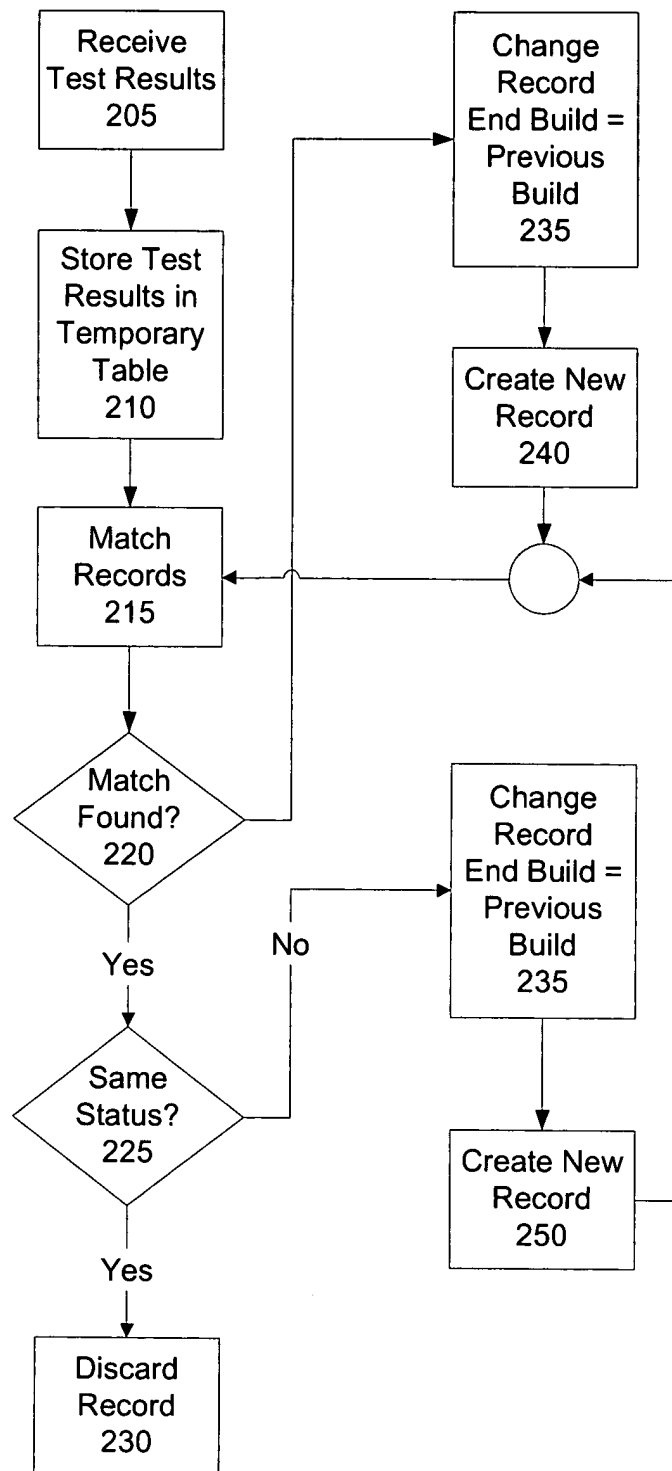 Receive
Test Results
205
Store Test
Results in
Temporary
Table
210
Match
Records
215
Match
Found?
220
Yes
Same
Status?
225
Yes
Discard
Record
230
Change
Record
End Build =
Previous
Build
235
Create New
Record
240
No
Change
Record
End Build =
Previous
Build
235
Create New
Record
250